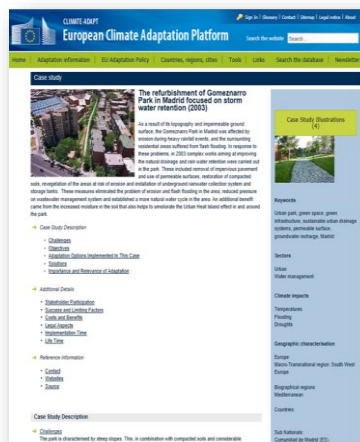 CLIMATE-ADAPT
European Climate Adaptation Platform
Sign In | Glossary | Contact | Sitemap | Legal notice | About
Search the website Search...
Home Adaptation information EU Adaptation Policy Countries, regions, cities Tools Links Search the database Newsletter
Case study
The refurbishment of Gomeznarro
Park in Madrid focused on storm
water retention (2003)
As a result of its topography and impermeable ground
surface, the Gomeznarro Park in Madrid was affected by
erosion during heavy rainfall events, and the surrounding
residential areas suffered from flash flooding. In response to
these problems, in 2003 complex works aiming at improving
the natural drainage and rain water retention were carried out
in the park. These included removal of impervious pavement
and use of permeable surfaces, restoration of compacted
soils, revegetation of the areas at risk of erosion and installation of underground rainwater collection system and
storage tanks. These measures eliminated the problem of erosion and flash flooding in the area, reduced pressure
on wastewater management system and established a more natural water cycle in the area. An additional benefit
came from the increased moisture in the soil that also helps to ameliorate the Urban Heat Island effect in and around
the park.
Case Study Description
Challenges
Objectives
Adaptation Options Implemented In This Case
Solutions
Importance and Relevance of Adaptation
Additional Details
Stakeholder Participation
Success and Limiting Factors
Costs and Benefits
Legal Aspects
Implementation Time
Life Time
Reference information
Contact
Websites
Source
Case Study Description
Challenges
The park is characterised by steep slopes. This, in combination with compacted soils and considerable
Case Study Illustrations
(4)
Keywords
Urban park, green space, green
infrastructure, sustainable urban drainage
systems, permeable surface,
groundwater recharge, Madrid
Sectors
Urban
Water management
Climate impacts
Temperatures
Flooding
Droughts
Geographic characterisation
Europe
Macro-Transnational region: South West
Europe
Biographical regions
Mediterranean
Countries
Sub Nationals
Comunidad de Madrid (ES)